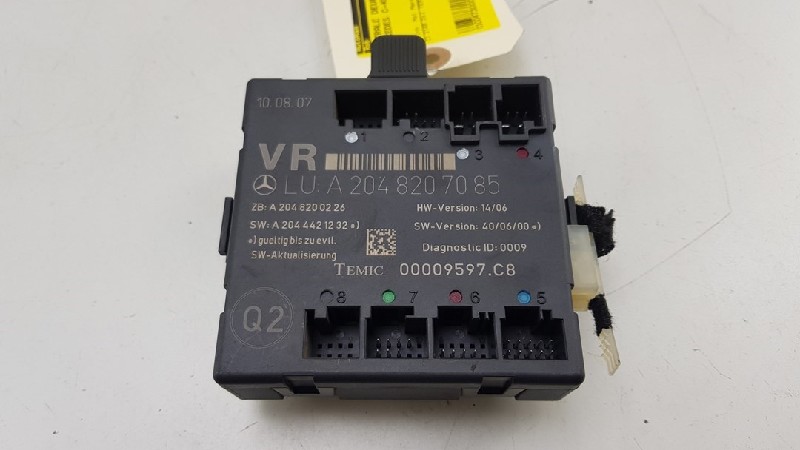 10.08.07
1 2 3 4
VR
LU: A 204 820 70 85
ZB: A 204 820 02 26
HW-Version: 14/06
SW: A 204 442 12 32 •)
SW-Version: 40/06/00 •)
•) gueltig bis zu evtl.
Diagnostic ID: 0009
SW-Aktualisierung
TEMIC 00009597.C8
8 7 6 5
Q2